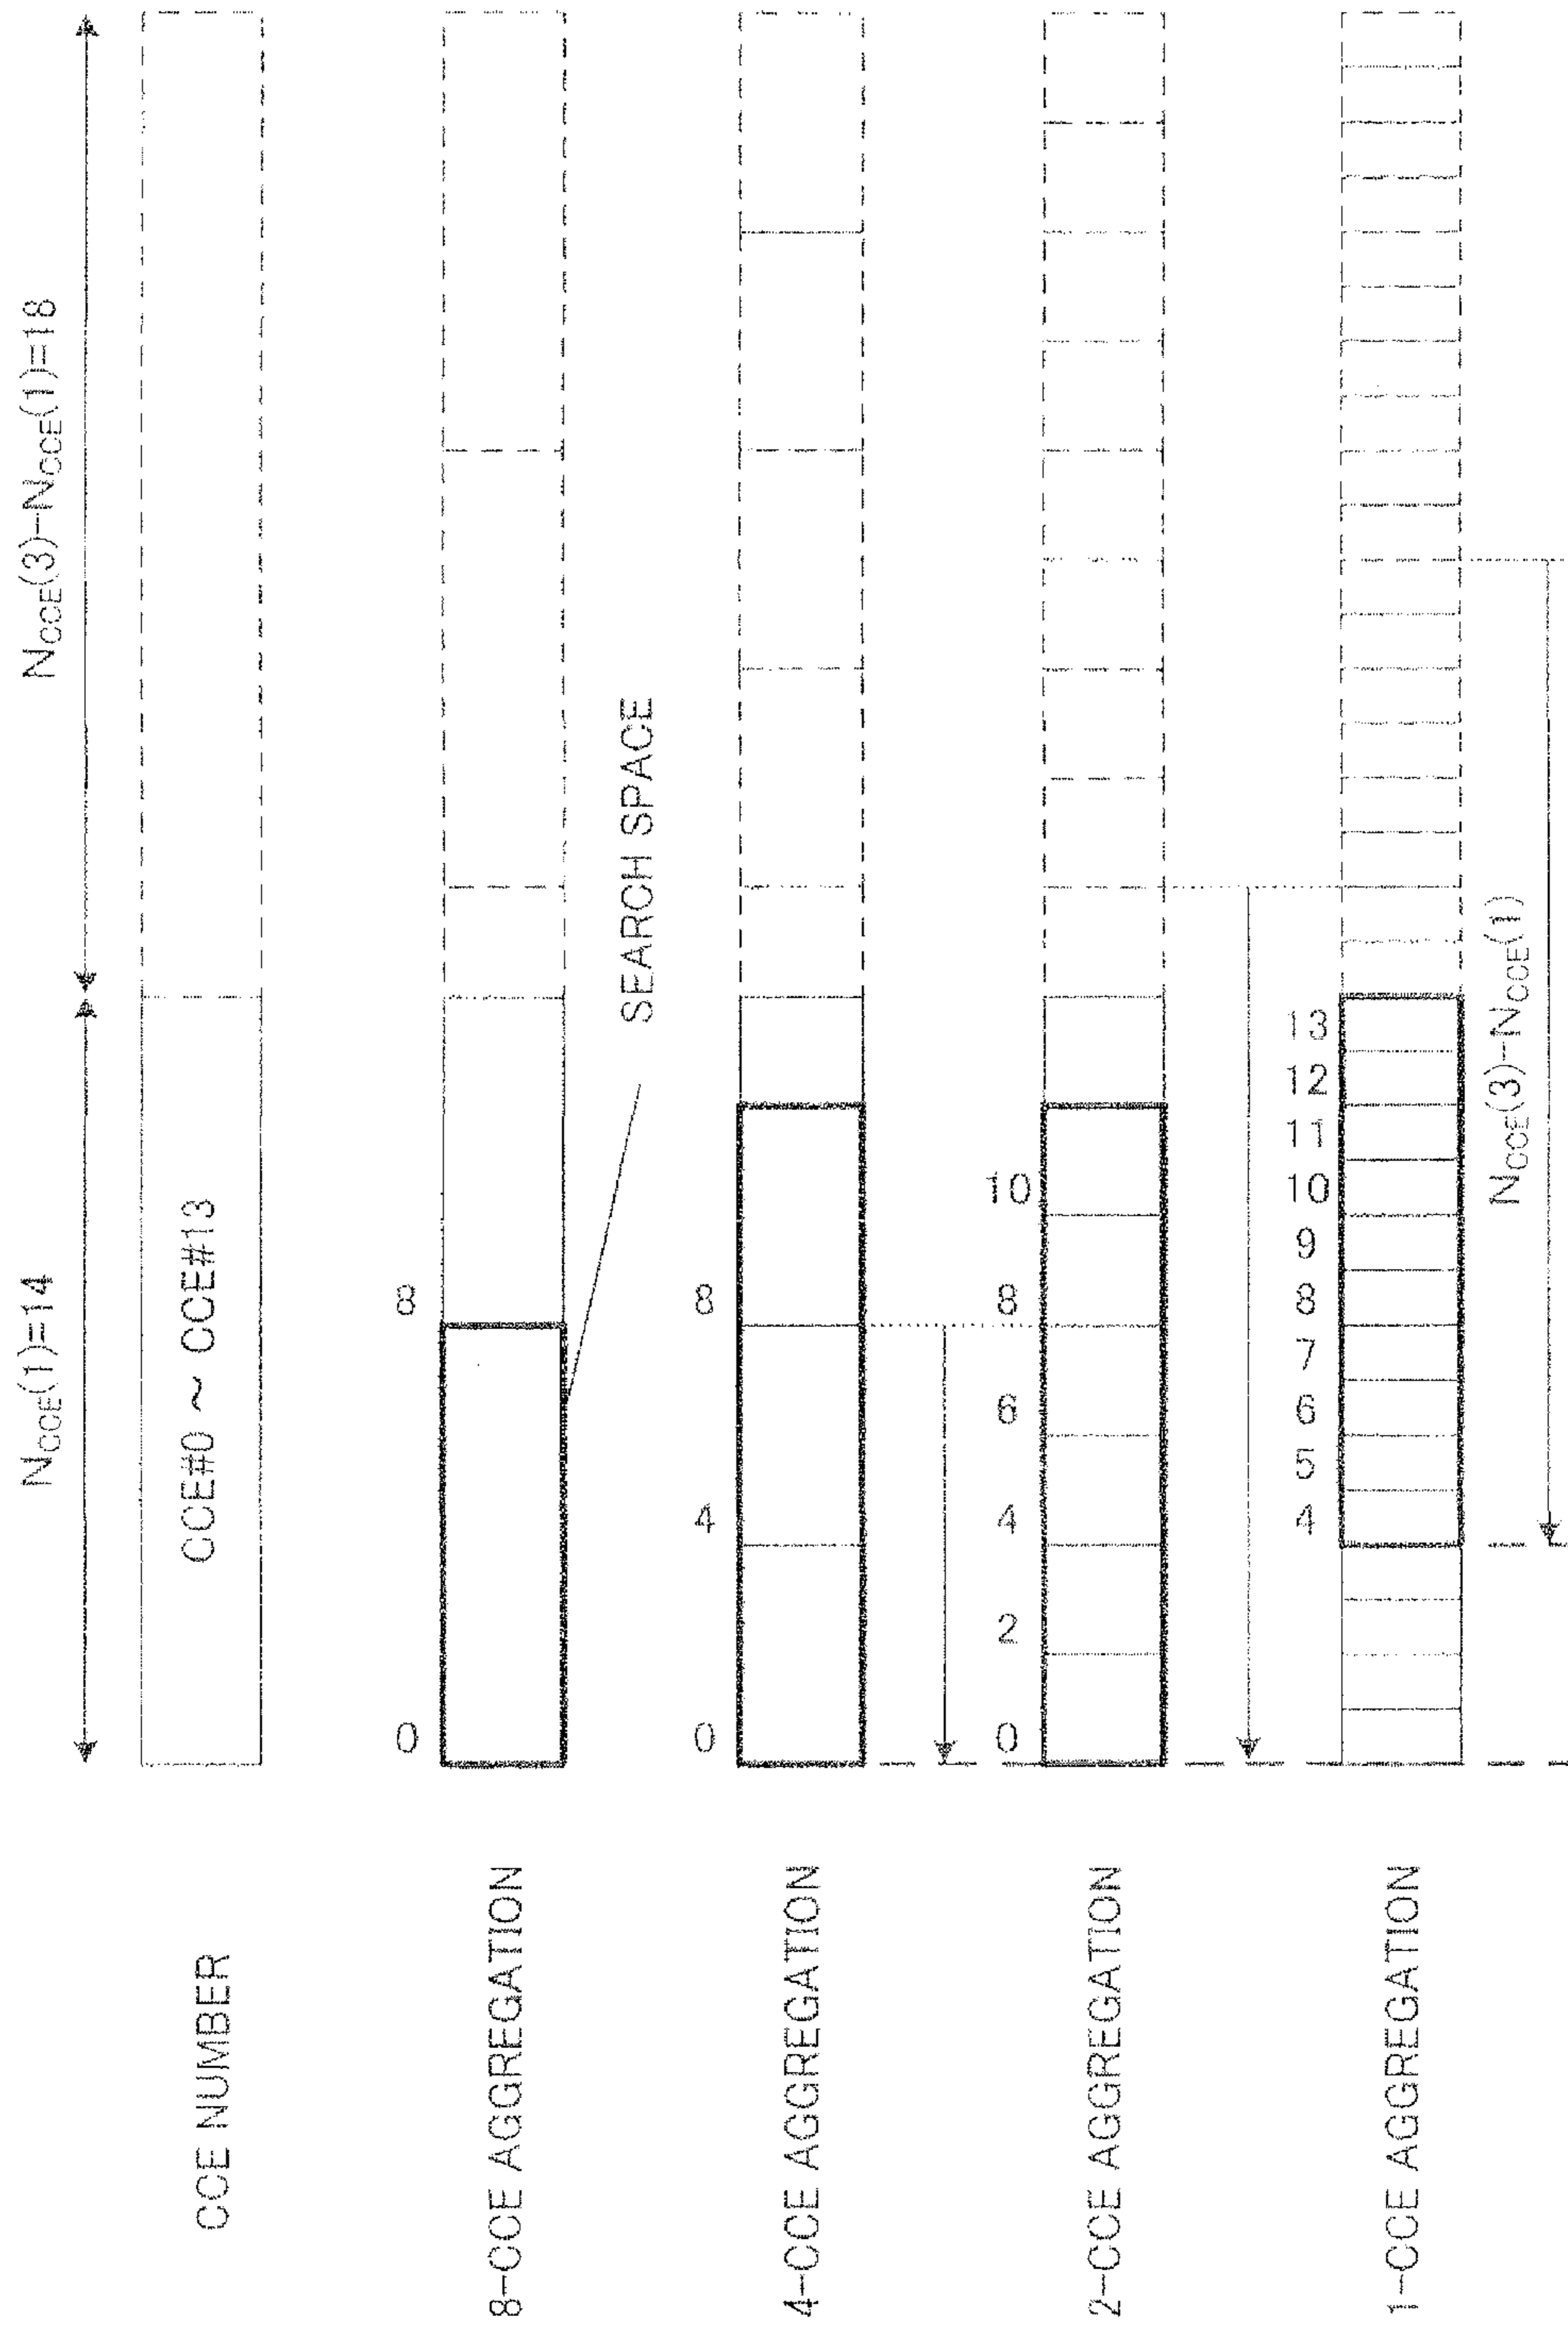 N_CCE(1)=14
N_CCE(3)-N_CCE(1)=18
CCE NUMBER
CCE#0 ~ CCE#13
8-CCE AGGREGATION
0
8
SEARCH SPACE
4-CCE AGGREGATION
0
4
8
2-CCE AGGREGATION
0
2
4
6
8
10
1-CCE AGGREGATION
4
5
6
7
8
9
10
11
12
13
N_CCE(3)-N_CCE(1)